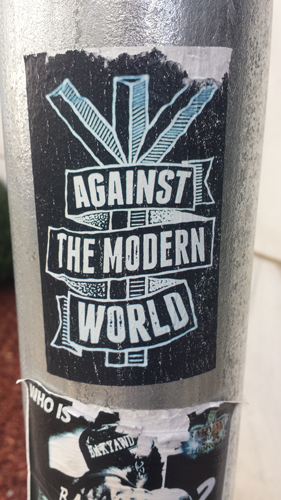 AGAINST
THE MODERN
WORLD
WHO IS